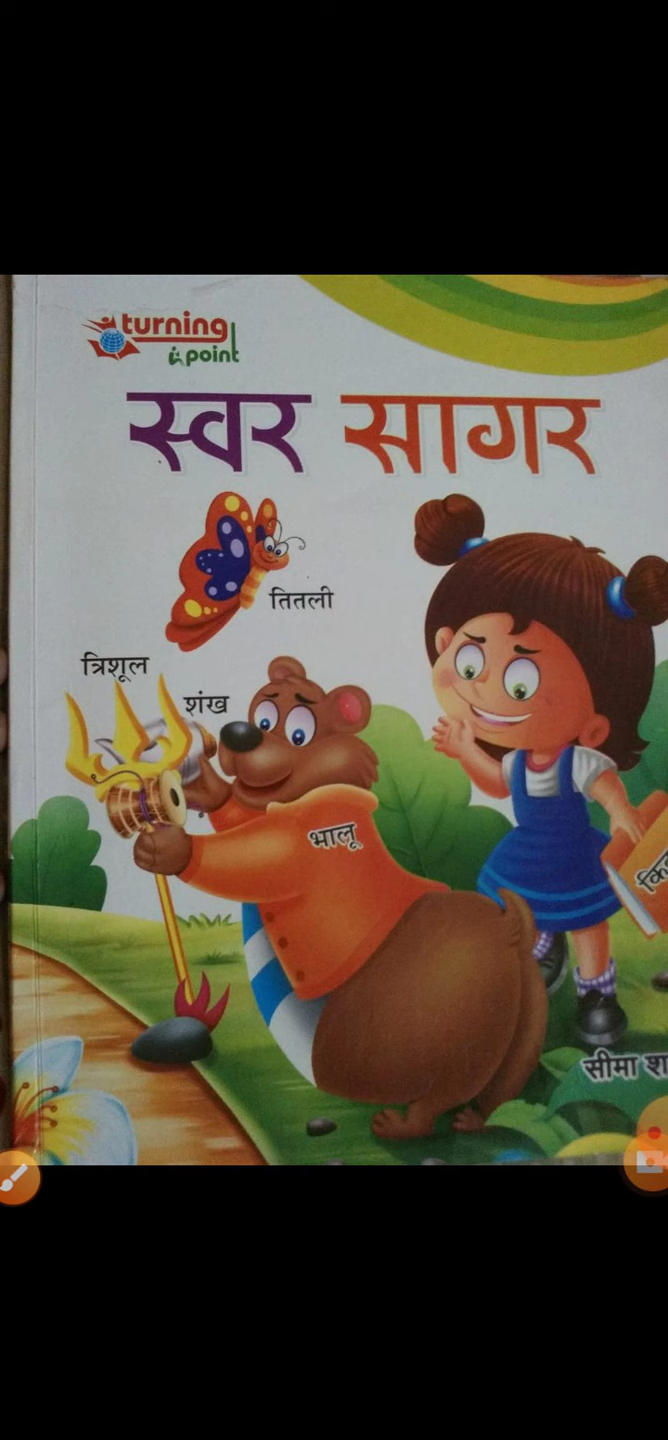 turning
point
स्वर सागर
तितली
त्रिशूल
शंख
भालू
सीमा